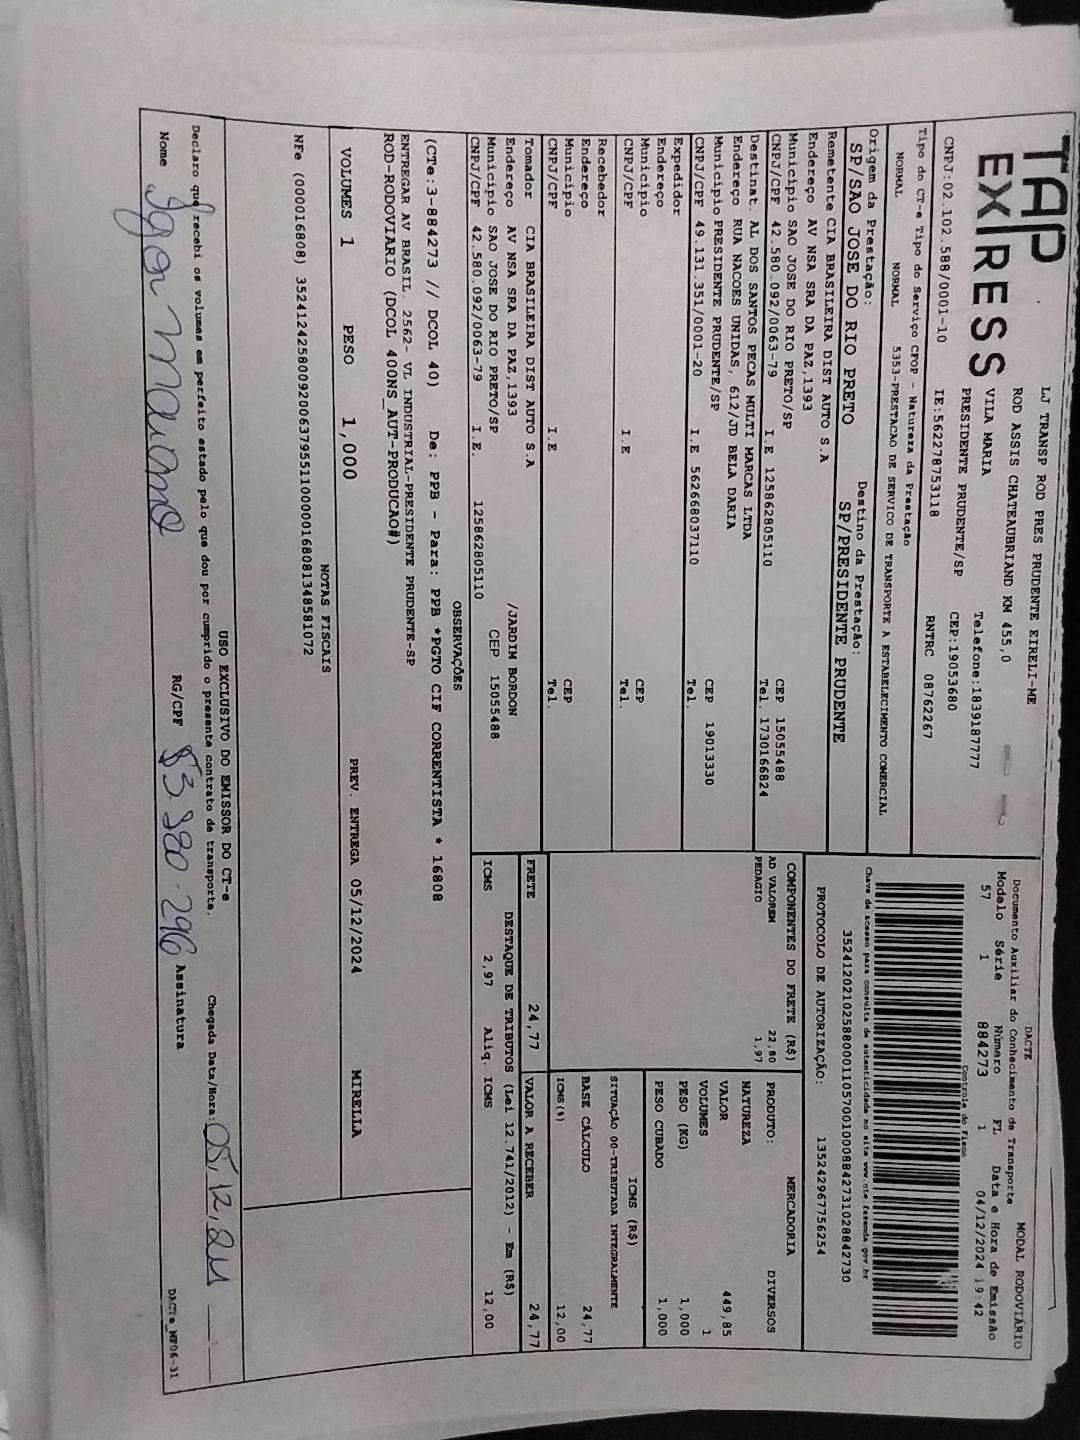 TAP
EXPRESS
LJ TRANSP ROD PRES PRUDENTE EIRELI-ME
ROD ASSIS CHATEAUBRIAND KM 455,0
VILA MARIA Telefone:1839187777
PRESIDENTE PRUDENTE/SP CEP:19053680
CNPJ:02.102.588/0001-10 IE:562278753118 RNTRC 08762267
DACTE MODAL RODOVIÁRIO
Documento Auxiliar do Conhecimento de Transporte
Modelo Série Número FL Data e Hora de Emissão
57 1 884273 1 04/12/2024 19:42
Controle do Fisco
Chave de acesso para consulta de autenticidade no site www.cte.fazenda.gov.br
35241202102588000110570010008842731028842730
PROTOCOLO DE AUTORIZAÇÃO: 135242967756254
Tipo do CT-e Tipo do Serviço CFOP - Natureza da Prestação
NORMAL NORMAL 5353-PRESTACAO DE SERVICO DE TRANSPORTE A ESTABELECIMENTO COMERCIAL
Origem da Prestação: Destino da Prestação:
SP/SAO JOSE DO RIO PRETO SP/PRESIDENTE PRUDENTE
Remetente CIA BRASILEIRA DIST AUTO S.A
Endereço AV NSA SRA DA PAZ,1393
Municipio SAO JOSE DO RIO PRETO/SP CEP 15055488
CNPJ/CPF 42.580.092/0063-79 I.E 125862805110 Tel. 1730166824
Destinat. AL DOS SANTOS PECAS MULTI MARCAS LTDA
Endereço RUA NACOES UNIDAS, 612/JD BELA DARIA
Municipio PRESIDENTE PRUDENTE/SP CEP 19013330
CNPJ/CPF 49.131.351/0001-20 I.E 562668037110 Tel.
Expedidor
Endereço
Municipio CEP
CNPJ/CPF I.E Tel.
Recebedor
Endereço
Municipio CEP
CNPJ/CPF I.E Tel.
Tomador CIA BRASILEIRA DIST AUTO S.A
Endereço AV NSA SRA DA PAZ,1393 /JARDIM BORDON
Municipio SAO JOSE DO RIO PRETO/SP CEP 15055488
CNPJ/CPF 42.580.092/0063-79 I.E. 125862805110
COMPONENTES DO FRETE (R$)
AD VALOREM 22,80
PEDAGIO 1,97
MERCADORIA
PRODUTO: DIVERSOS
NATUREZA
VALOR 449,85
VOLUMES 1
PESO (KG) 1,000
PESO CUBADO 1,000
ICMS (R$)
SITUAÇÃO 00-TRIBUTADA INTEGRALMENTE
BASE CÁLCULO 24,77
ICMS(%) 12,00
FRETE 24,77 VALOR A RECEBER 24,77
DESTAQUE DE TRIBUTOS (Lei 12.741/2012) - Em (R$)
ICMS 2,97 Aliq. ICMS 12,00
OBSERVAÇÕES
(CTe:3-884273 // DCOL 40) De: PPB - Para: PPB *PGTO CIF CORRENTISTA * 16808
ENTREGAR AV BRASIL 2562- VL INDUSTRIAL-PRESIDENTE PRUDENTE-SP
ROD-RODOVIARIO (DCOL 400NS_AUT-PRODUCAO#)
VOLUMES 1 PESO 1,000 PREV. ENTREGA 05/12/2024 MIRELLA
NOTAS FISCAIS
NFe (000016808) 35241242580092006379551100000168081348581072
USO EXCLUSIVO DO EMISSOR DO CT-e
Declaro que recebi os volumes em perfeito estado pelo que dou por cumprido o presente contrato de transporte. Chegada Data/Hora: 05.12.24
Nome RG/CPF 53.380.296 Assinatura
DACTe_MF06-31